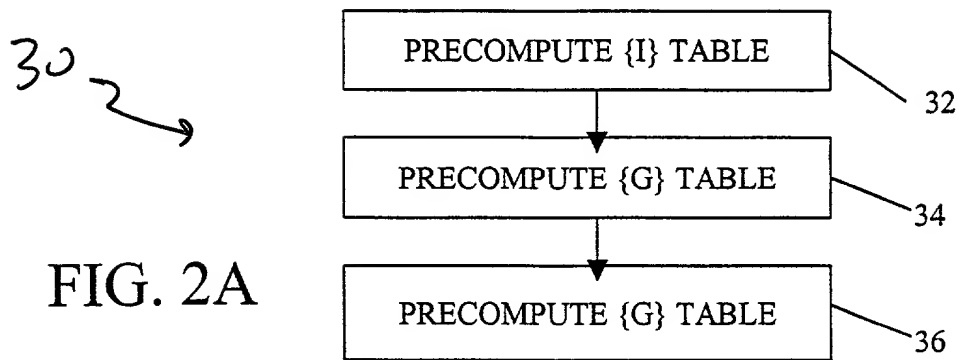 PRECOMPUTE {I} TABLE
30
32
PRECOMPUTE {G} TABLE
34
FIG. 2A
PRECOMPUTE {G} TABLE
36